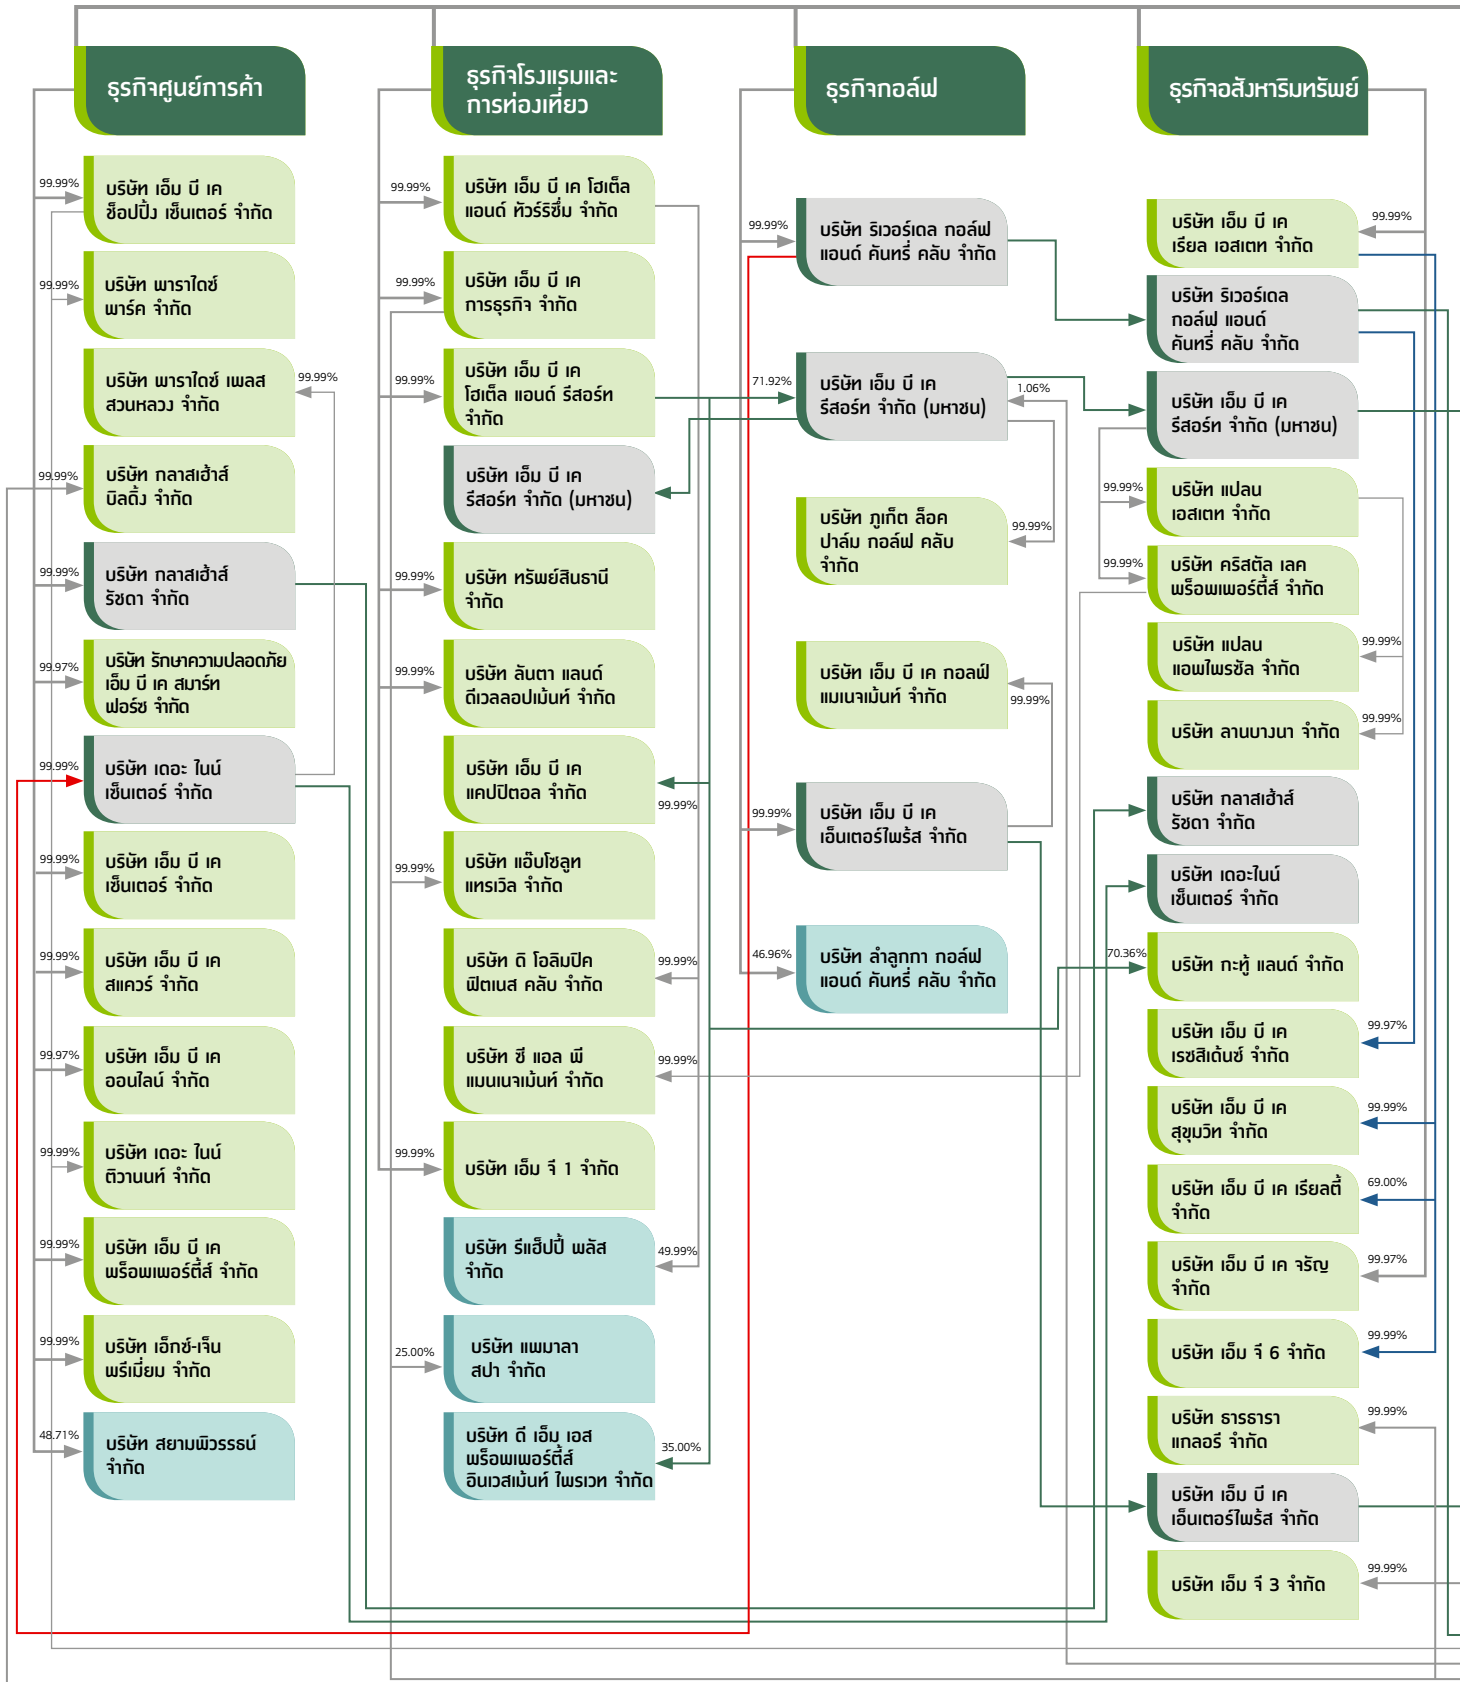 ธุรกิจศูนย์การค้า
99.99%
บริษัท เอ็ม บี เค
ช็อปปิ้ง เซ็นเตอร์ จำกัด
99.99%
บริษัท พาราไดซ์
พาร์ค จำกัด
บริษัท พาราไดซ์ เพลส
สวนหลวง จำกัด
99.99%
99.99%
บริษัท กลาสเฮ้าส์
บิลดิ้ง จำกัด
99.99%
บริษัท กลาสเฮ้าส์
รัชดา จำกัด
99.97%
บริษัท รักษาความปลอดภัย
เอ็ม บี เค สมาร์ท
ฟอร์ซ จำกัด
99.99%
บริษัท เดอะ ไนน์
เซ็นเตอร์ จำกัด
99.99%
บริษัท เอ็ม บี เค
เซ็นเตอร์ จำกัด
99.99%
บริษัท เอ็ม บี เค
สแควร์ จำกัด
99.97%
บริษัท เอ็ม บี เค
ออนไลน์ จำกัด
99.99%
บริษัท เดอะ ไนน์
ติวานนท์ จำกัด
99.99%
บริษัท เอ็ม บี เค
พร็อพเพอร์ตี้ส์ จำกัด
99.99%
บริษัท เอ็กซ์-เจ็น
พรีเมี่ยม จำกัด
48.71%
บริษัท สยามพิวรรธน์
จำกัด
ธุรกิจโรงแรมและ
การท่องเที่ยว
99.99%
บริษัท เอ็ม บี เค โฮเต็ล
แอนด์ ทัวร์ริซึ่ม จำกัด
99.99%
บริษัท เอ็ม บี เค
การธุรกิจ จำกัด
99.99%
บริษัท เอ็ม บี เค
โฮเต็ล แอนด์ รีสอร์ท
จำกัด
บริษัท เอ็ม บี เค
รีสอร์ท จำกัด (มหาชน)
99.99%
บริษัท ทรัพย์สินธานี
จำกัด
99.99%
บริษัท ลันตา แลนด์
ดีเวลลอปเม้นท์ จำกัด
บริษัท เอ็ม บี เค
แคปปิตอล จำกัด
99.99%
99.99%
บริษัท แอ๊บโซลูท
แทรเวิล จำกัด
บริษัท ดิ โอลิมปิค
ฟิตเนส คลับ จำกัด
99.99%
บริษัท ซี แอล พี
แมนเนจเม้นท์ จำกัด
99.99%
99.99%
บริษัท เอ็ม จี 1 จำกัด
บริษัท รีแฮ็ปปี้ พลัส
จำกัด
49.99%
25.00%
บริษัท แพมาลา
สปา จำกัด
บริษัท ดี เอ็ม เอส
พร็อพเพอร์ตี้ส์
อินเวสเม้นท์ ไพรเวท จำกัด
35.00%
ธุรกิจกอล์ฟ
99.99%
บริษัท ริเวอร์เดล กอล์ฟ
แอนด์ คันทรี่ คลับ จำกัด
71.92%
บริษัท เอ็ม บี เค
รีสอร์ท จำกัด (มหาชน)
1.06%
บริษัท ภูเก็ต ล็อค
ปาล์ม กอล์ฟ คลับ
จำกัด
99.99%
บริษัท เอ็ม บี เค กอลฟ์
แมเนจเม้นท์ จำกัด
99.99%
99.99%
บริษัท เอ็ม บี เค
เอ็นเตอร์ไพร้ส จำกัด
46.96%
บริษัท ลำลูกกา กอล์ฟ
แอนด์ คันทรี่ คลับ จำกัด
ธุรกิจอสังหาริมทรัพย์
บริษัท เอ็ม บี เค
เรียล เอสเตท จำกัด
99.99%
บริษัท ริเวอร์เดล
กอล์ฟ แอนด์
คันทรี่ คลับ จำกัด
บริษัท เอ็ม บี เค
รีสอร์ท จำกัด (มหาชน)
99.99%
บริษัท แปลน
เอสเตท จำกัด
99.99%
บริษัท คริสตัล เลค
พร็อพเพอร์ตี้ส์ จำกัด
บริษัท แปลน
แอพไพรซัล จำกัด
99.99%
บริษัท ลานบางนา จำกัด
99.99%
บริษัท กลาสเฮ้าส์
รัชดา จำกัด
บริษัท เดอะไนน์
เซ็นเตอร์ จำกัด
70.36%
บริษัท กะทู้ แลนด์ จำกัด
บริษัท เอ็ม บี เค
เรซสิเด้นซ์ จำกัด
99.97%
บริษัท เอ็ม บี เค
สุขุมวิท จำกัด
99.99%
บริษัท เอ็ม บี เค เรียลตี้
จำกัด
69.00%
บริษัท เอ็ม บี เค จรัญ
จำกัด
99.97%
บริษัท เอ็ม จี 6 จำกัด
99.99%
บริษัท ธารธารา
แกลอรี่ จำกัด
99.99%
บริษัท เอ็ม บี เค
เอ็นเตอร์ไพร้ส จำกัด
บริษัท เอ็ม จี 3 จำกัด
99.99%